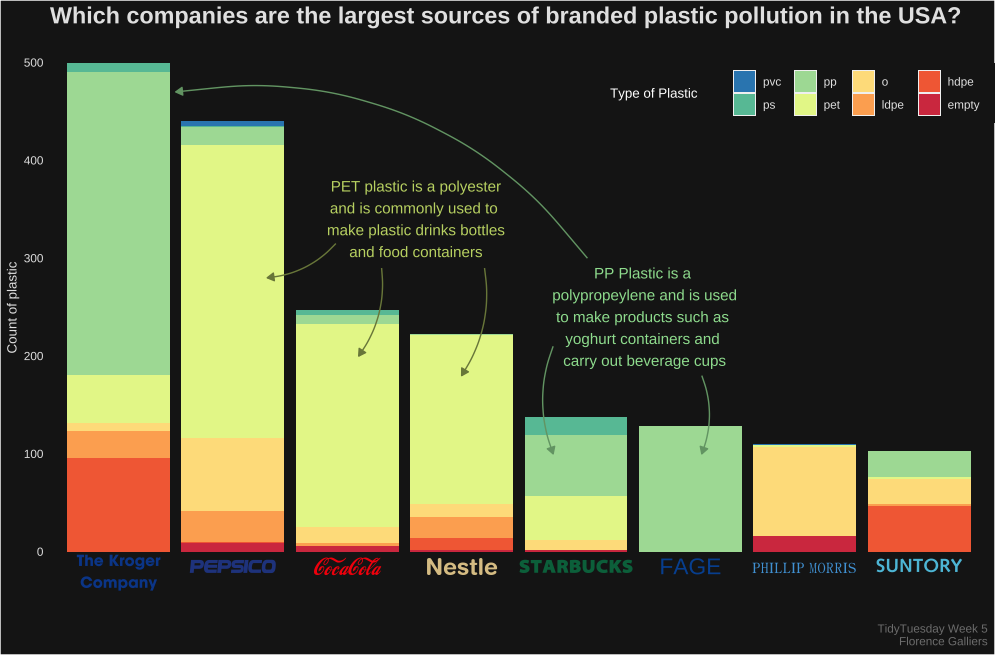 Which companies are the largest sources of branded plastic pollution in the USA?
Type of Plastic
pvc
pp
o
hdpe
ps
pet
ldpe
empty
500
400
300
200
100
0
Count of plastic
PET plastic is a polyester
and is commonly used to
make plastic drinks bottles
and food containers
PP Plastic is a
polypropeylene and is used
to make products such as
yoghurt containers and
carry out beverage cups
The Kroger
Company
PEPSICO
CocaCola
Nestle
STARBUCKS
FAGE
PHILLIP MORRIS
SUNTORY
TidyTuesday Week 5
Florence Galliers